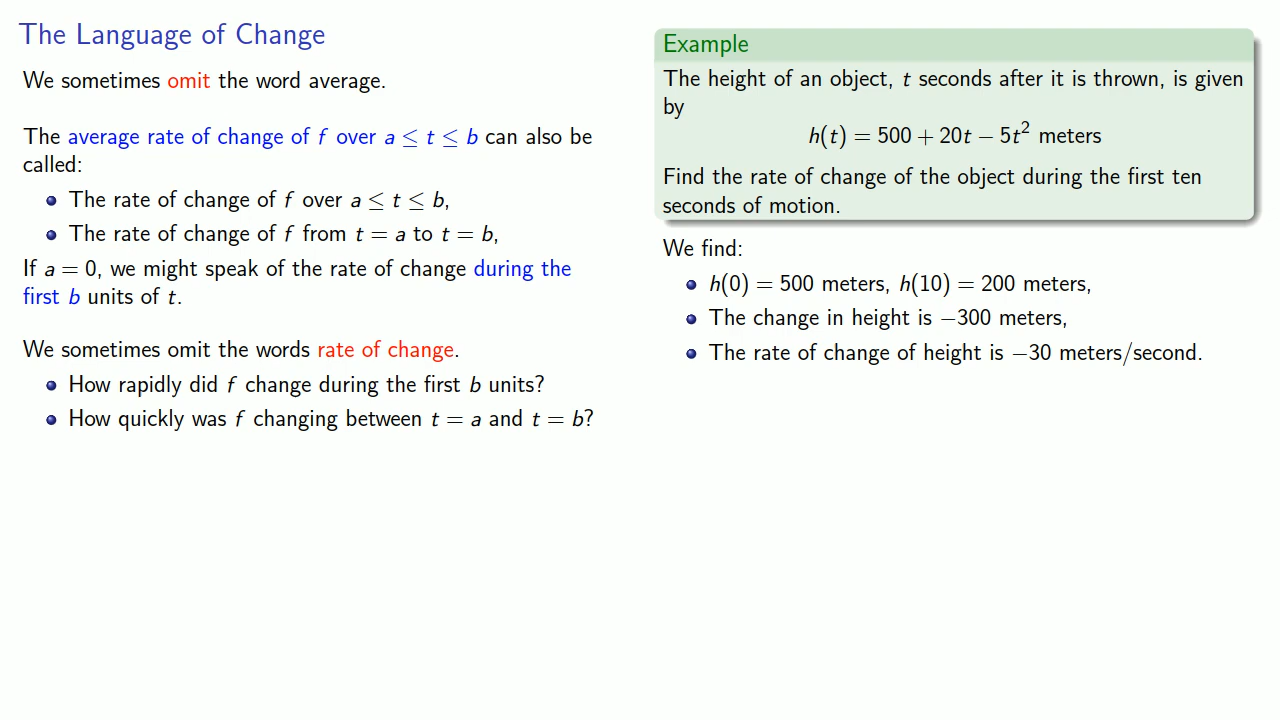 The Language of Change
We sometimes omit the word average.
The average rate of change of f over a ≤ t ≤ b can also be
called:
The rate of change of f over a ≤ t ≤ b,
The rate of change of f from t = a to t = b,
If a = 0, we might speak of the rate of change during the
first b units of t.
We sometimes omit the words rate of change.
How rapidly did f change during the first b units?
How quickly was f changing between t = a and t = b?
Example
The height of an object, t seconds after it is thrown, is given
by
h(t) = 500 + 20t − 5t² meters
Find the rate of change of the object during the first ten
seconds of motion.
We find:
h(0) = 500 meters, h(10) = 200 meters,
The change in height is −300 meters,
The rate of change of height is −30 meters/second.